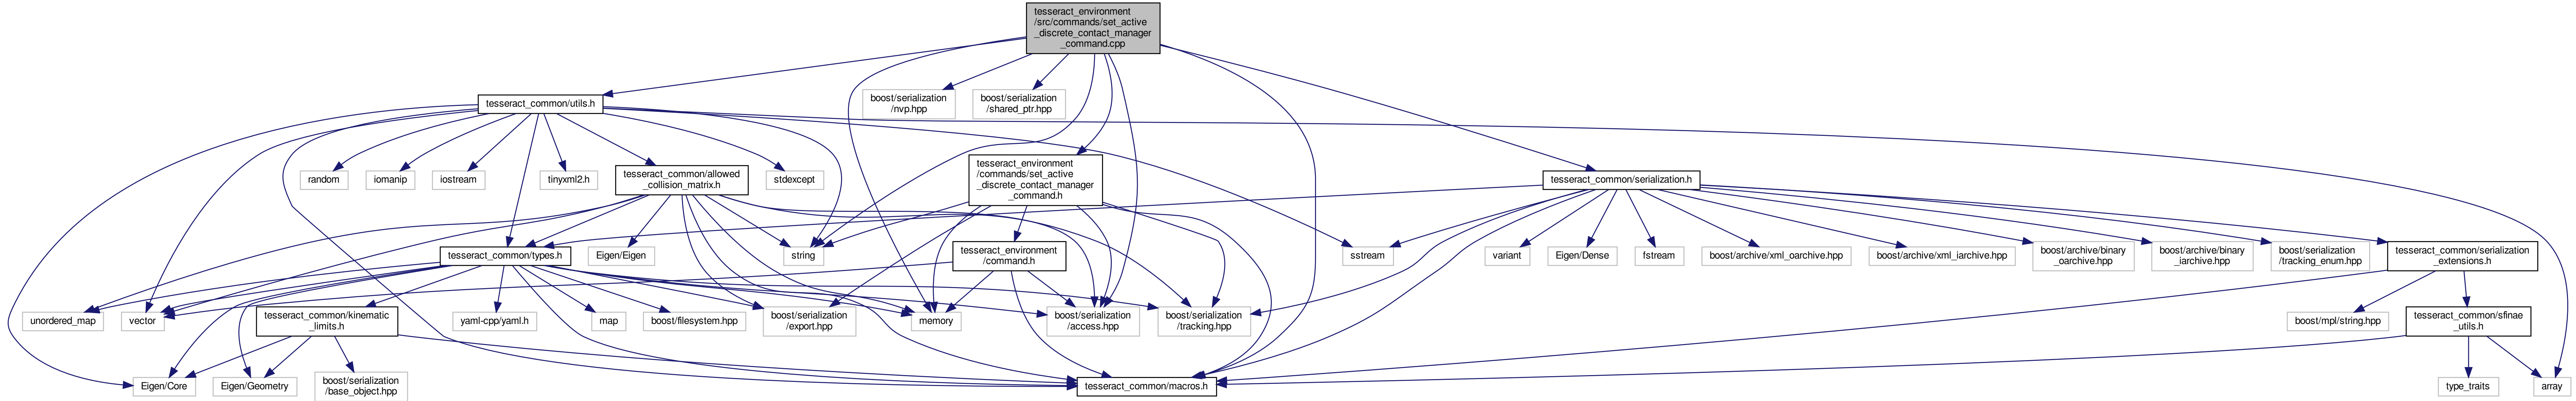 tesseract_environment
/src/commands/set_active
_discrete_contact_manager
_command.cpp
tesseract_common/utils.h
boost/serialization
/nvp.hpp
boost/serialization
/shared_ptr.hpp
random
iomanip
iostream
tinyxml2.h
tesseract_common/allowed
_collision_matrix.h
stdexcept
tesseract_environment
/commands/set_active
_discrete_contact_manager
_command.h
tesseract_common/serialization.h
tesseract_common/types.h
Eigen/Eigen
string
tesseract_environment
/command.h
sstream
variant
Eigen/Dense
fstream
boost/archive/xml_oarchive.hpp
boost/archive/xml_iarchive.hpp
boost/archive/binary
_oarchive.hpp
boost/archive/binary
_iarchive.hpp
boost/serialization
/tracking_enum.hpp
tesseract_common/serialization
_extensions.h
unordered_map
vector
tesseract_common/kinematic
_limits.h
yaml-cpp/yaml.h
map
boost/filesystem.hpp
boost/serialization
/export.hpp
memory
boost/serialization
/access.hpp
boost/serialization
/tracking.hpp
boost/mpl/string.hpp
tesseract_common/sfinae
_utils.h
Eigen/Core
Eigen/Geometry
boost/serialization
/base_object.hpp
tesseract_common/macros.h
type_traits
array